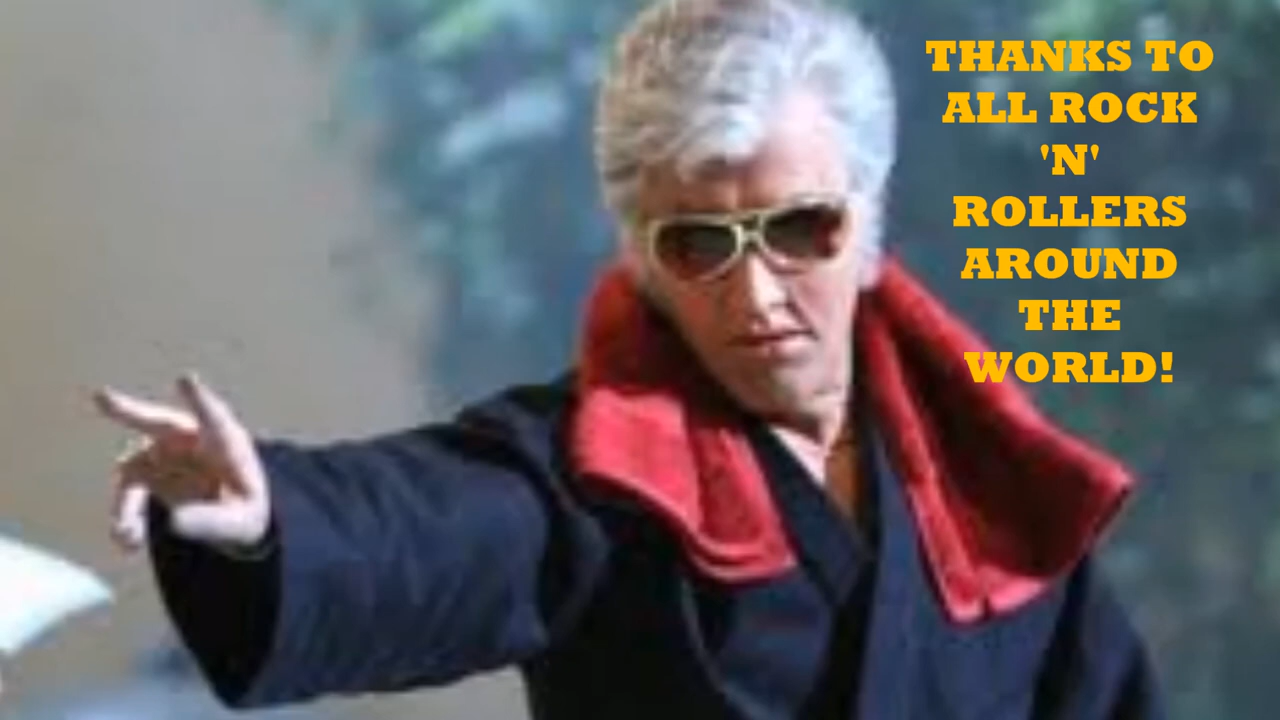 THANKS TO
ALL ROCK
'N'
ROLLERS
AROUND
THE
WORLD!